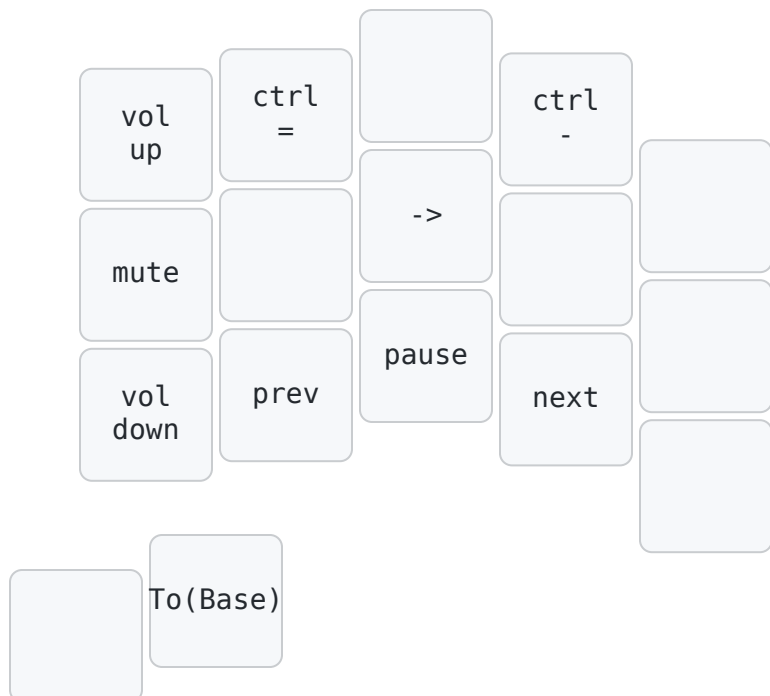 vol
up
ctrl
=
ctrl
-
mute
->
vol
down
prev
pause
next
To(Base)